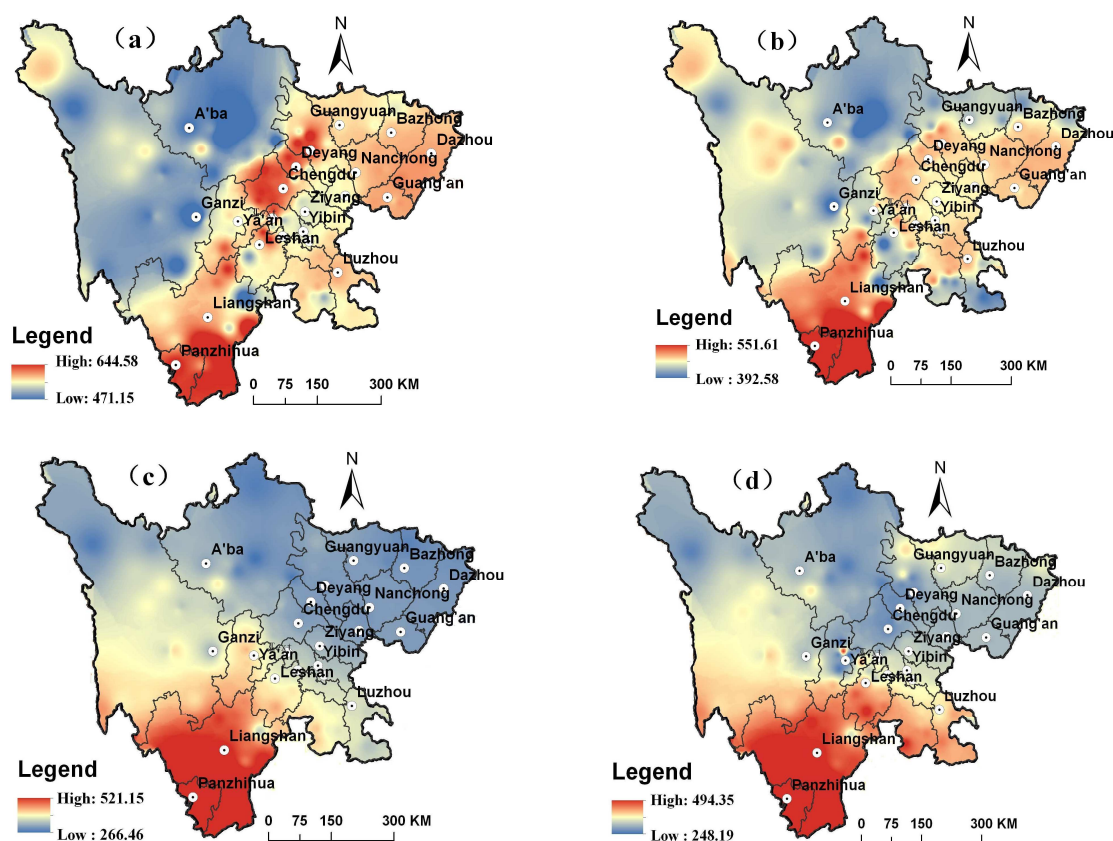 (a)
N
A'ba
Guangyuan
Bazhong
Dazhou
Deyang
Nanchong
Chengdu
Guang'an
Ganzi
Ziyang
Ya'an
Yibin
Leshan
Luzhou
Liangshan
Panzhihua
Legend
High: 644.58
Low: 471.15
0 75 150 300 KM
(b)
N
A'ba
Guangyuan
Bazhong
Dazhou
Deyang
Nanchong
Chengdu
Guang'an
Ganzi
Ziyang
Ya'an
Yibin
Leshan
Luzhou
Liangshan
Panzhihua
Legend
High: 551.61
Low : 392.58
0 75 150 300 KM
(c)
N
A'ba
Guangyuan
Bazhong
Dazhou
Deyang
Nanchong
Chengdu
Guang'an
Ganzi
Ziyang
Ya'an
Yibin
Leshan
Luzhou
Liangshan
Panzhihua
Legend
High: 521.15
Low : 266.46
0 75 150 300 KM
(d)
N
A'ba
Guangyuan
Bazhong
Dazhou
Deyang
Nanchong
Chengdu
Guang'an
Ganzi
Ziyang
Ya'an
Yibin
Leshan
Luzhou
Liangshan
Panzhihua
Legend
High: 494.35
Low : 248.19
0 75 150 300 KM